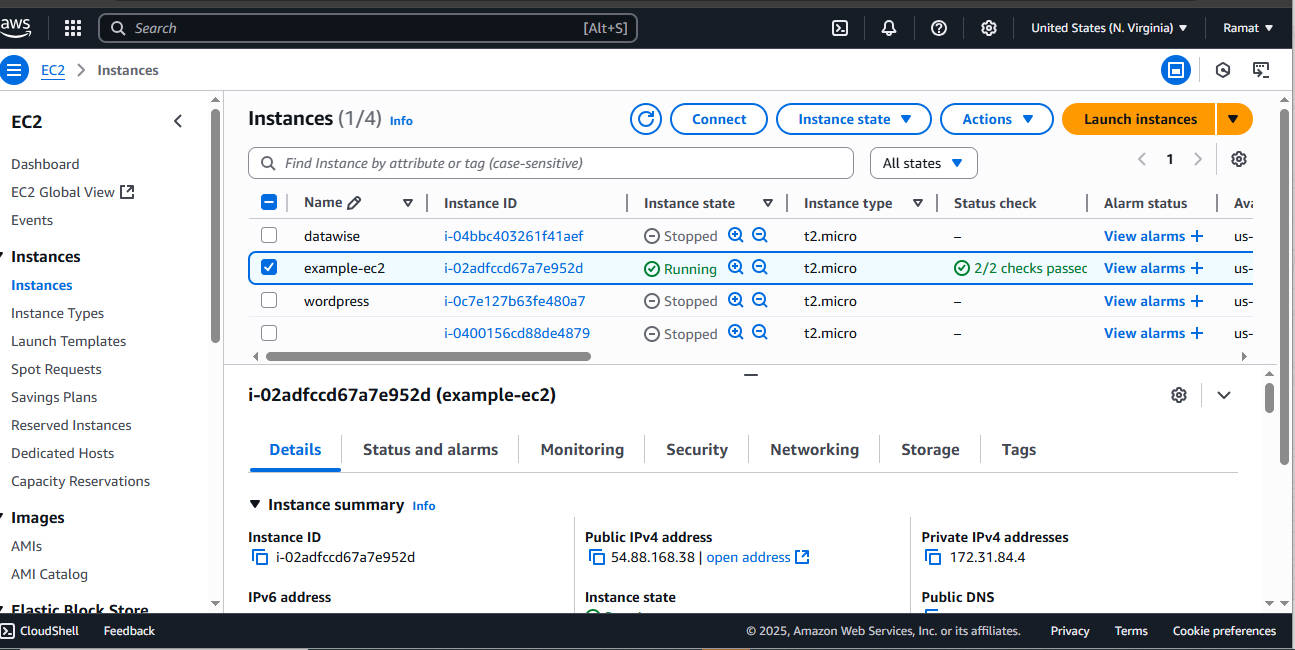 aws Search [Alt+S] United States (N. Virginia) Ramat
EC2 Instances
EC2
Dashboard
EC2 Global View
Events
Instances
Instances
Instance Types
Launch Templates
Spot Requests
Savings Plans
Reserved Instances
Dedicated Hosts
Capacity Reservations
Images
AMIs
AMI Catalog
Elastic Block Store
Instances (1/4) Info Connect Instance state Actions Launch instances
Find Instance by attribute or tag (case-sensitive) All states 1
Name Instance ID Instance state Instance type Status check Alarm status Ava
datawise i-04bbc403261f41aef Stopped t2.micro – View alarms + us-
example-ec2 i-02adfccd67a7e952d Running t2.micro 2/2 checks passec View alarms + us-
wordpress i-0c7e127b63fe480a7 Stopped t2.micro – View alarms + us-
i-0400156cd88de4879 Stopped t2.micro – View alarms + us-
i-02adfccd67a7e952d (example-ec2)
Details Status and alarms Monitoring Security Networking Storage Tags
Instance summary Info
Instance ID
i-02adfccd67a7e952d
IPv6 address
Public IPv4 address
54.88.168.38 | open address
Instance state
Private IPv4 addresses
172.31.84.4
Public DNS
CloudShell Feedback © 2025, Amazon Web Services, Inc. or its affiliates. Privacy Terms Cookie preferences